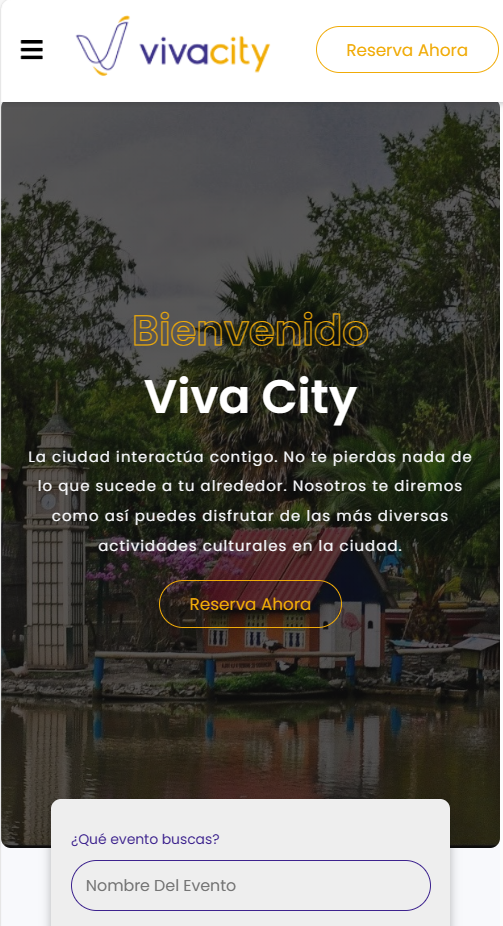 vivacity
Reserva Ahora
Bienvenido
Viva City
La ciudad interactúa contigo. No te pierdas nada de
lo que sucede a tu alrededor. Nosotros te diremos
como así puedes disfrutar de las más diversas
actividades culturales en la ciudad.
Reserva Ahora
¿Qué evento buscas?
Nombre Del Evento